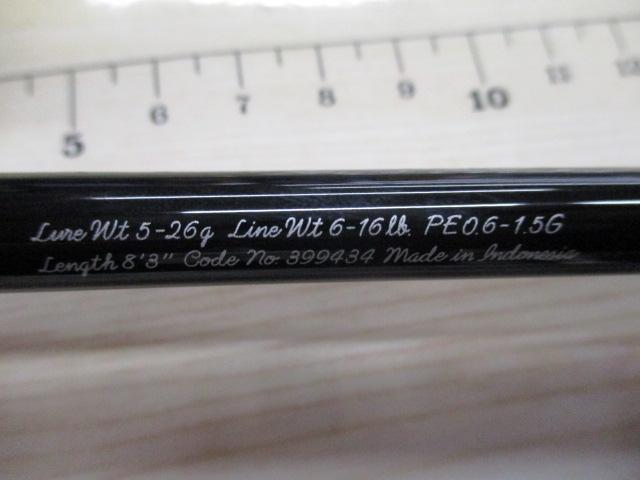 5 6 7 8 9 10 11 12
Lure Wt 5-26g Line Wt 6-16lb. PE0.6-1.5G
Length 8'3" Code No. 399434 Made in Indonesia